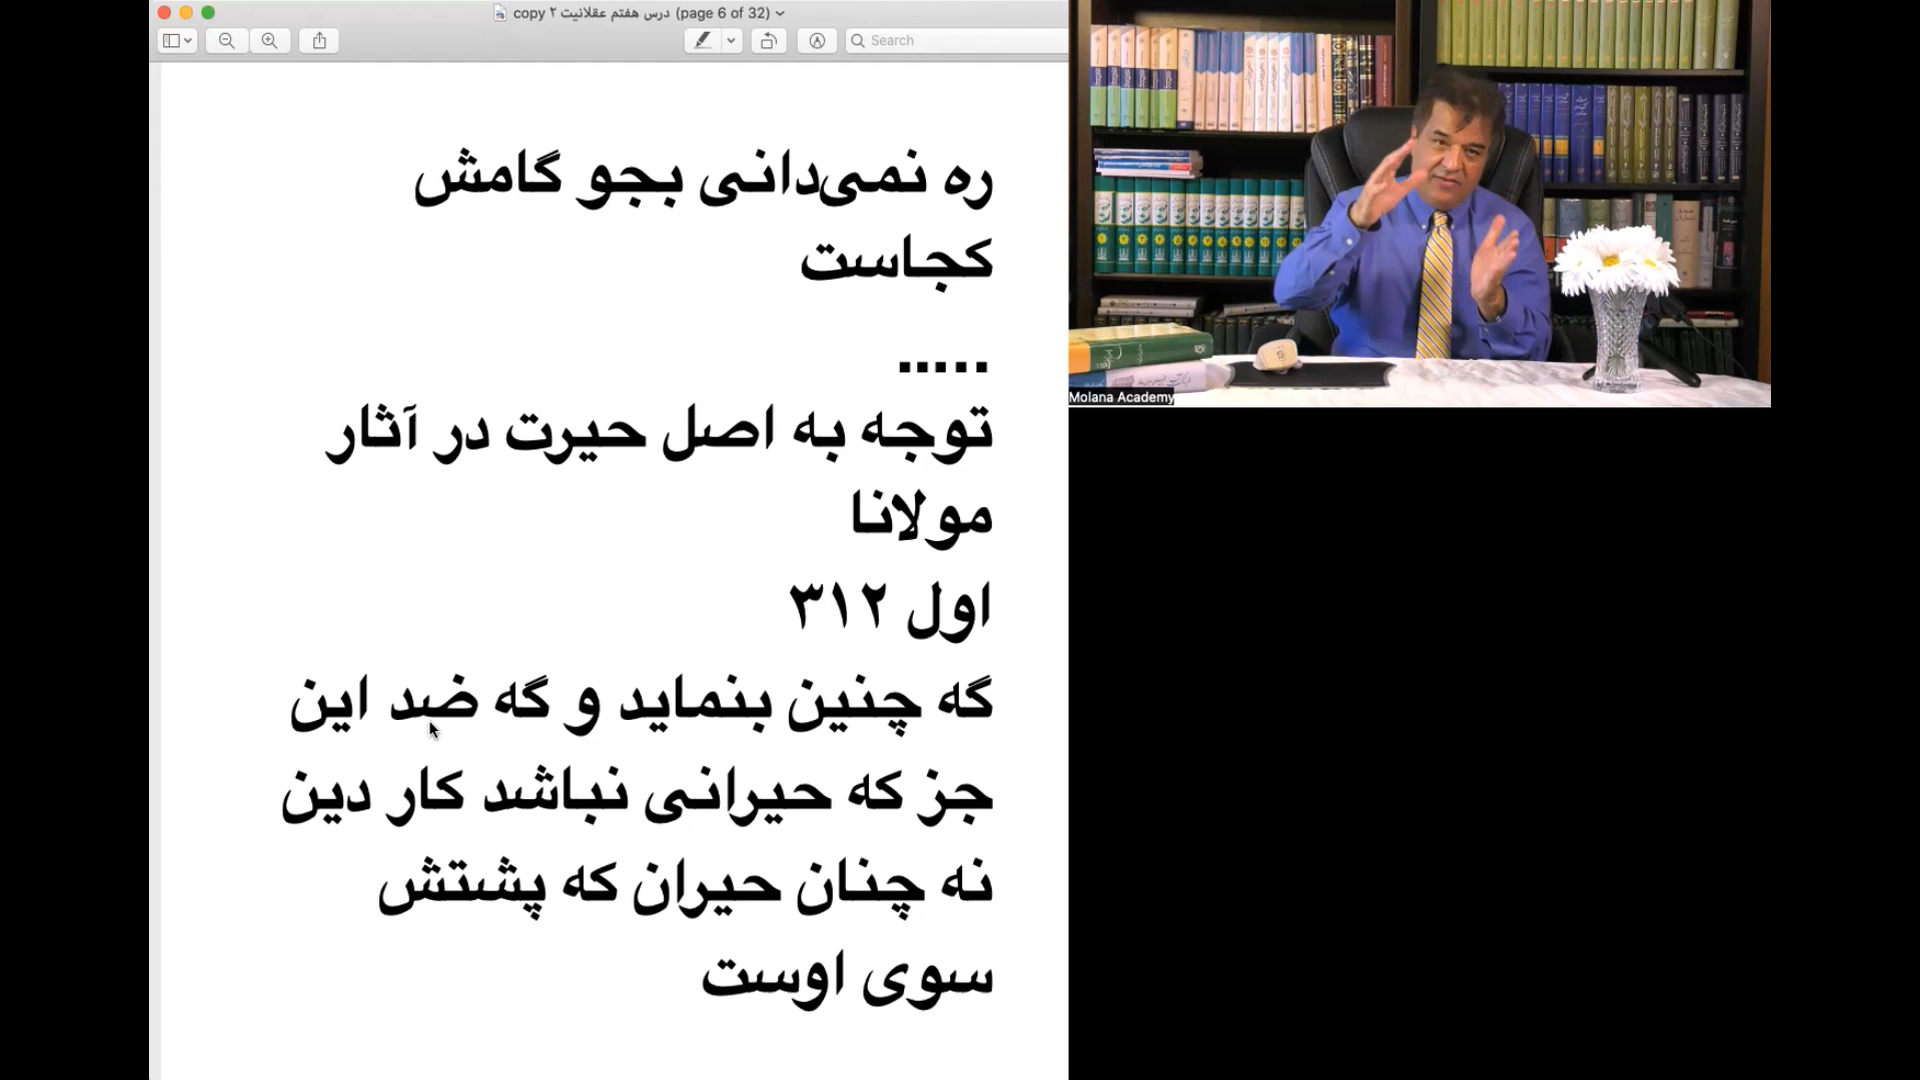 درس هفتم عقلانیت ۲ copy (page 6 of 32)
Search
ره نمی‌دانی بجو گامش
کجاست
.....
توجه به اصل حیرت در آثار
مولانا
اول ۳۱۲
گه چنین بنماید و گه ضد این
جز که حیرانی نباشد کار دین
نه چنان حیران که پشتش
سوی اوست
Molana Academy